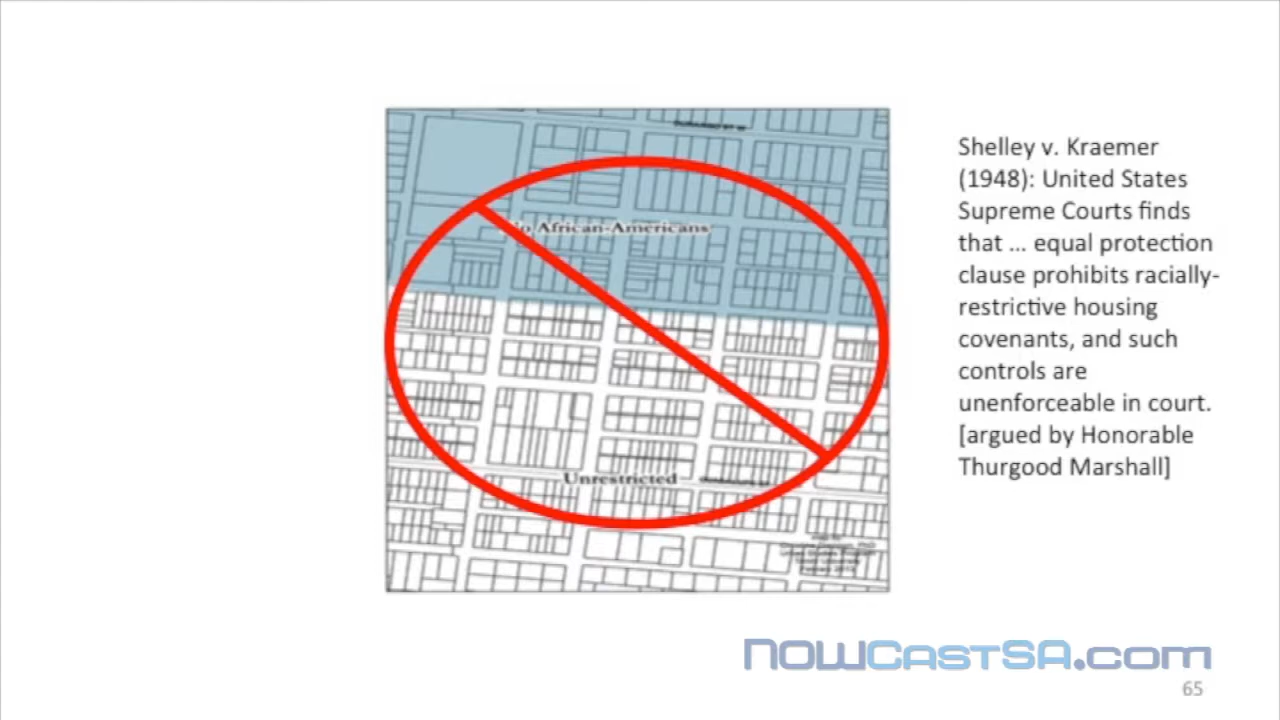 No African-Americans
Unrestricted
Shelley v. Kraemer
(1948): United States
Supreme Courts finds
that ... equal protection
clause prohibits racially-
restrictive housing
covenants, and such
controls are
unenforceable in court.
[argued by Honorable
Thurgood Marshall]
NOWCastSA.com
65